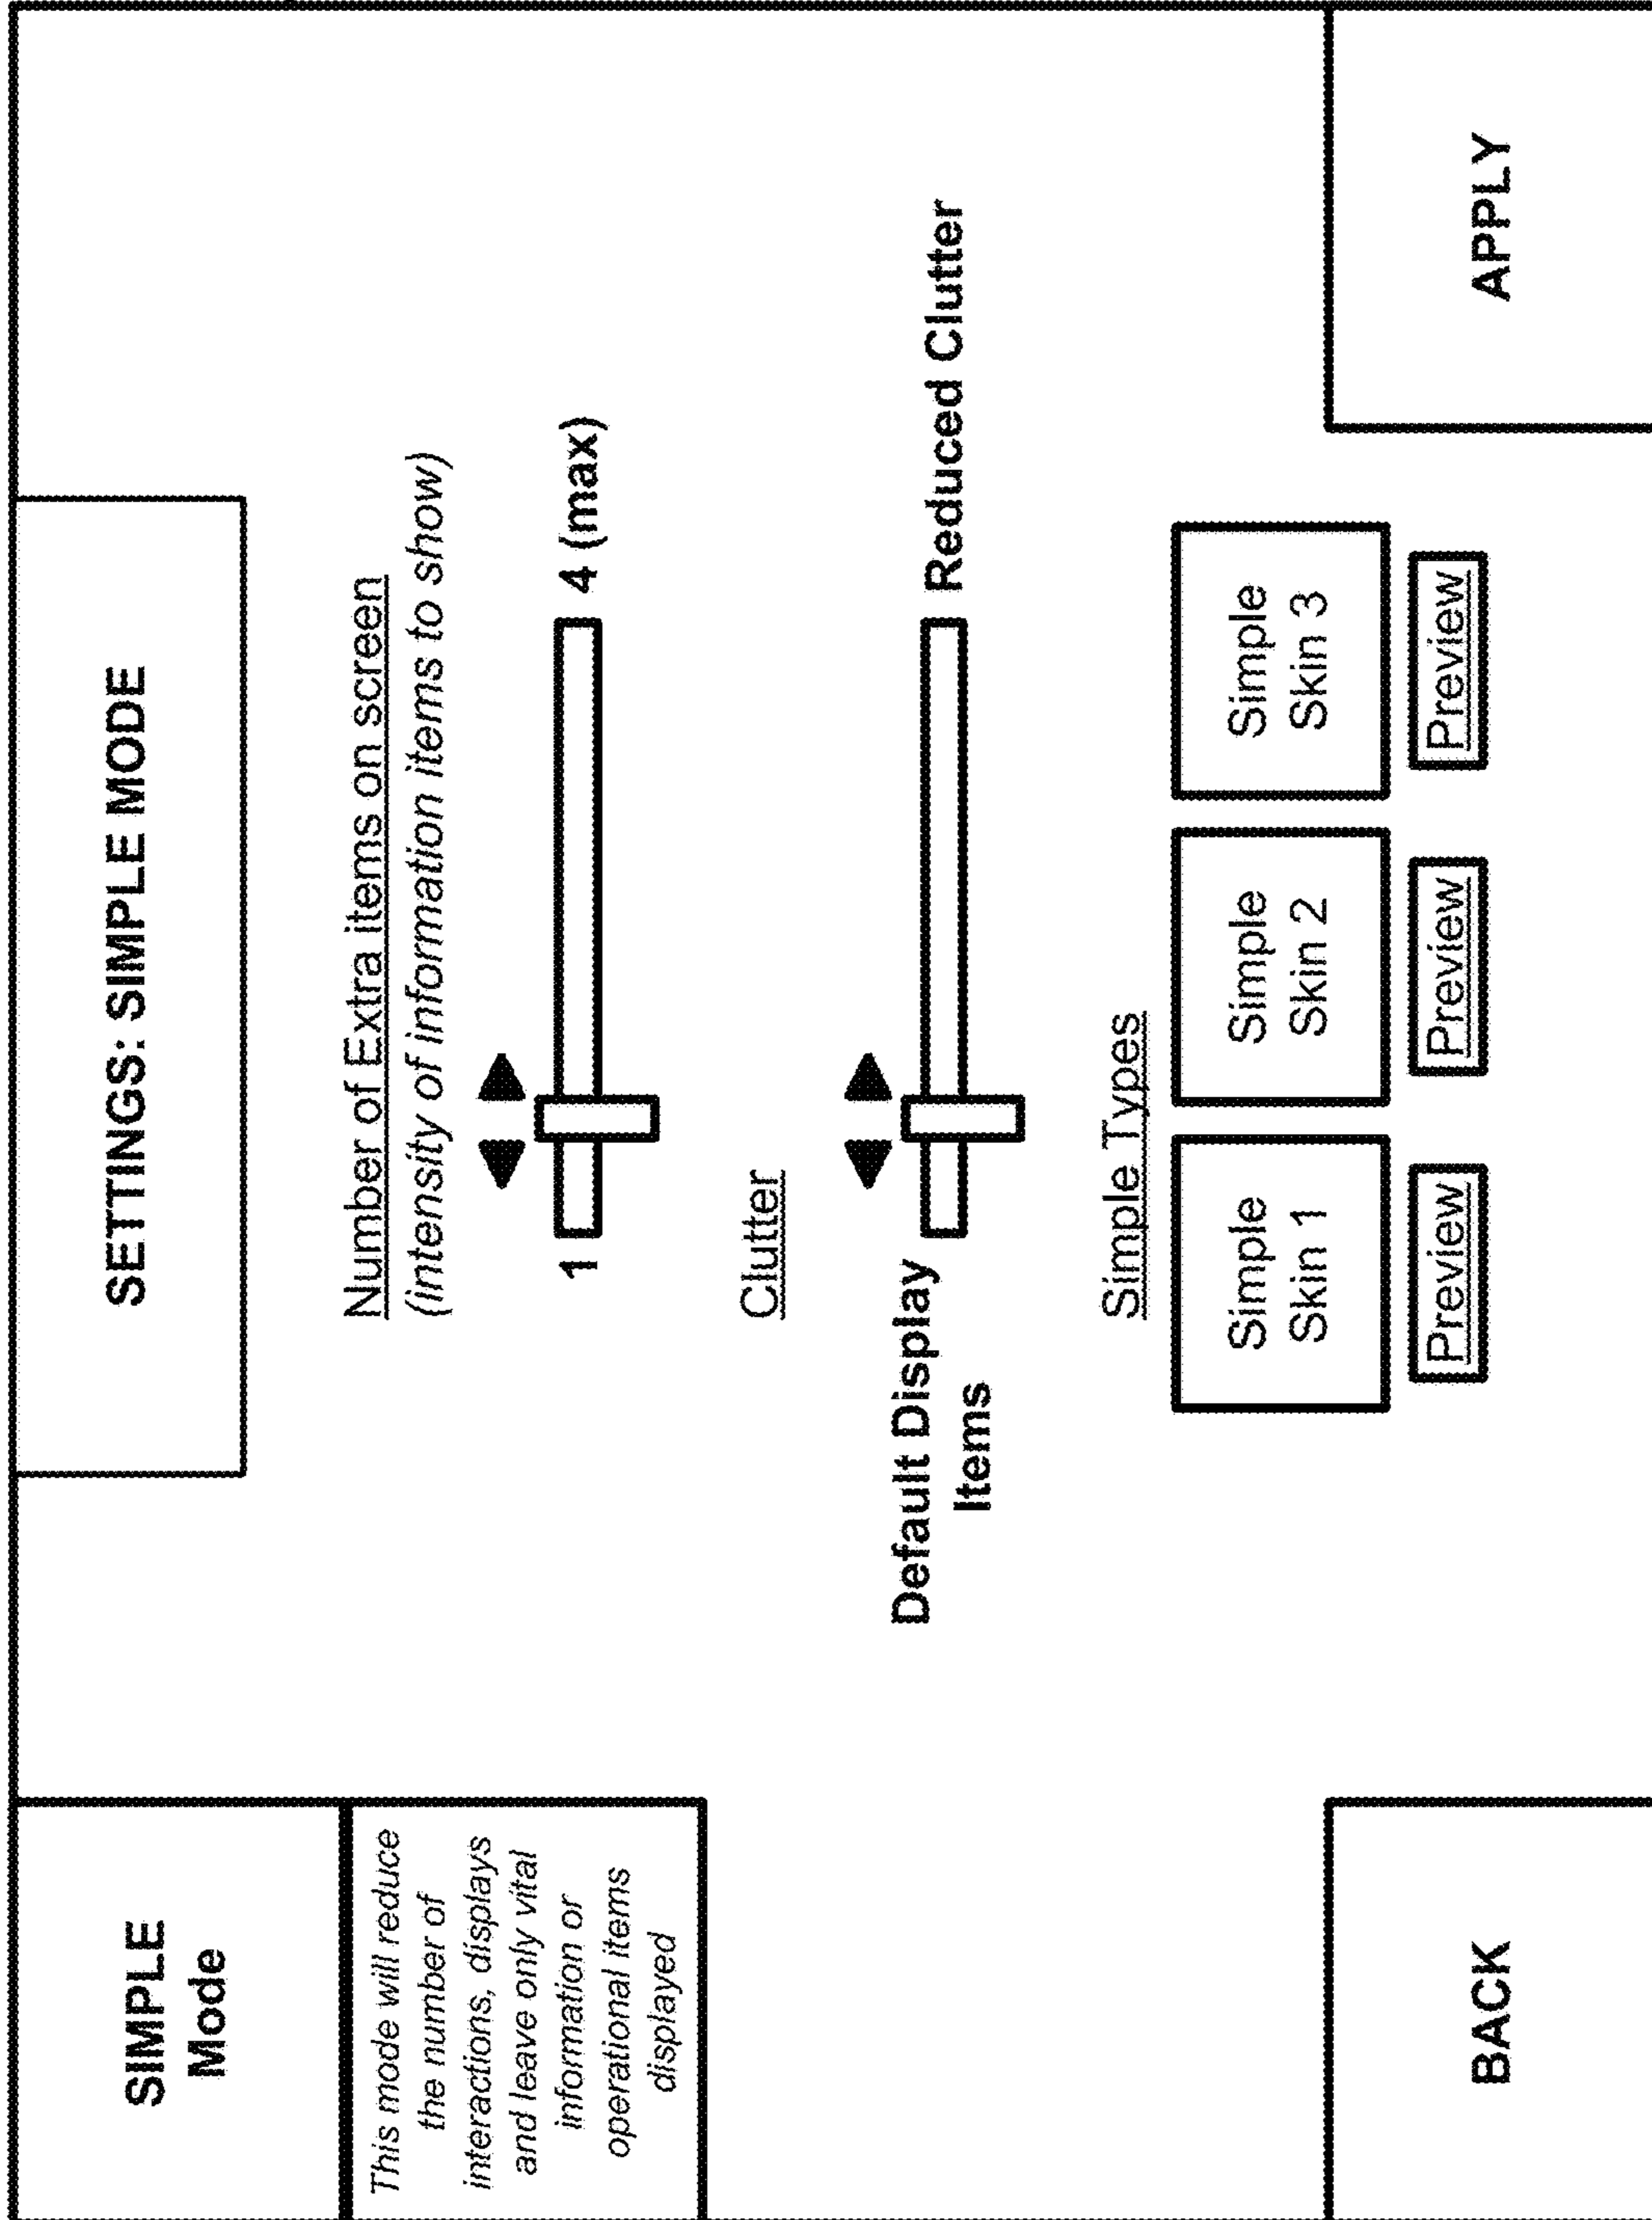 SIMPLE
Mode
This mode will reduce
the number of
interactions, displays
and leave only vital
information or
operational items
displayed
SETTINGS: SIMPLE MODE
Number of Extra items on screen
(intensity of information items to show)
1
4 (max)
Clutter
Default Display
Items
Reduced Clutter
Simple Types
Simple
Skin 1
Simple
Skin 2
Simple
Skin 3
Preview
Preview
Preview
BACK
APPLY